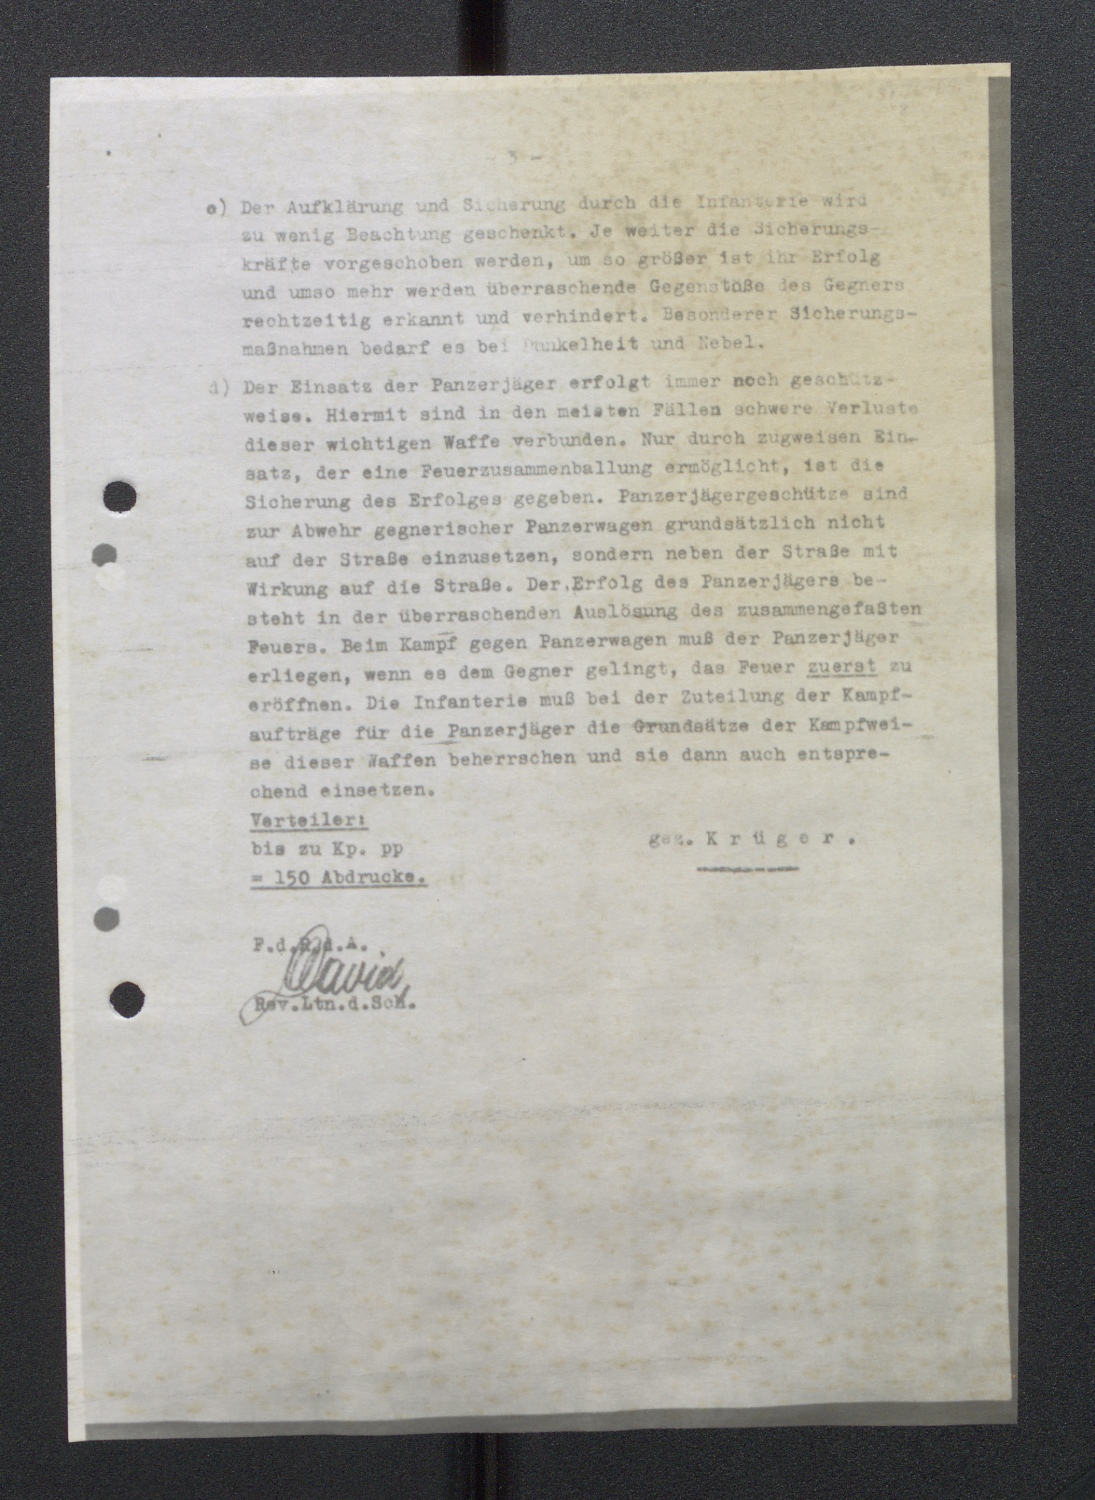 - 3 -
c) Der Aufklärung und Sicherung durch die Infanterie wird
zu wenig Beachtung geschenkt. Je weiter die Sicherungs-
kräfte vorgeschoben werden, um so größer ist ihr Erfolg
und umso mehr werden überraschende Gegenstöße des Gegners
rechtzeitig erkannt und verhindert. Besonderer Sicherungs-
maßnahmen bedarf es bei Dunkelheit und Nebel.
d) Der Einsatz der Panzerjäger erfolgt immer noch geschütz-
weise. Hiermit sind in den meisten Fällen schwere Verluste
dieser wichtigen Waffe verbunden. Nur durch zugweisen Ein-
satz, der eine Feuerzusammenballung ermöglicht, ist die
Sicherung des Erfolges gegeben. Panzerjägergeschütze sind
zur Abwehr gegnerischer Panzerwagen grundsätzlich nicht
auf der Straße einzusetzen, sondern neben der Straße mit
Wirkung auf die Straße. Der Erfolg des Panzerjägers be-
steht in der überraschenden Auslösung des zusammengefaßten
Feuers. Beim Kampf gegen Panzerwagen muß der Panzerjäger
erliegen, wenn es dem Gegner gelingt, das Feuer zuerst zu
eröffnen. Die Infanterie muß bei der Zuteilung der Kampf-
aufträge für die Panzerjäger die Grundsätze der Kampfwei-
se dieser Waffen beherrschen und sie dann auch entspre-
chend einsetzen.
Verteiler:
bis zu Kp. pp
= 150 Abdrucke.
gez. K r ü g e r .
F.d.R.d.A.
David
Rev.Ltn.d.Sch.